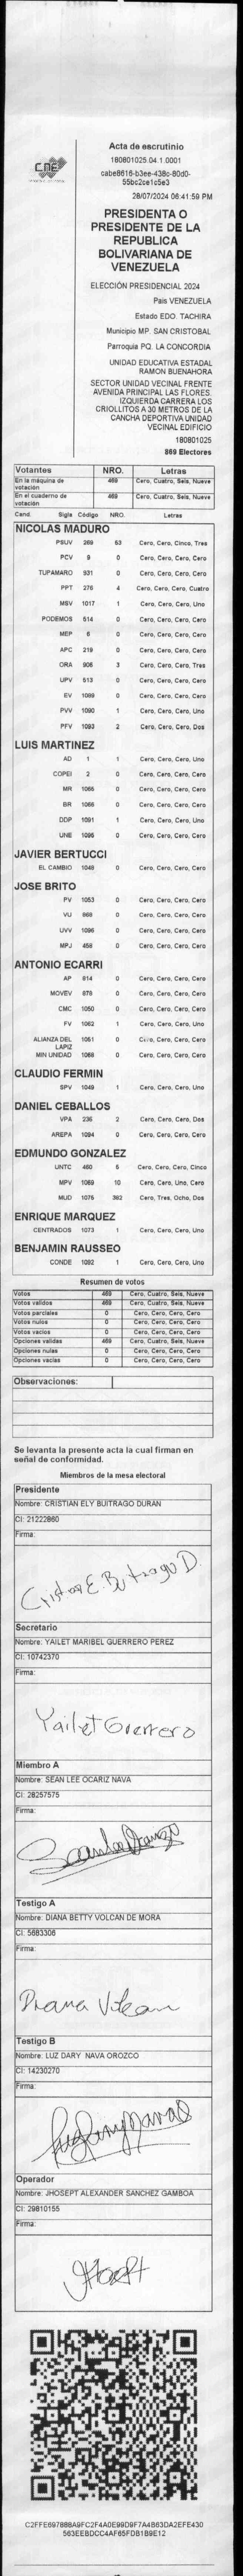 CNE
Acta de escrutinio
180801025.04.1.0001
cabe8616-b3ee-438c-80d0-
55bc2ce1c5e3
28/07/2024 06:41:59 PM
PRESIDENTA O
PRESIDENTE DE LA
REPUBLICA
BOLIVARIANA DE
VENEZUELA
ELECCIÓN PRESIDENCIAL 2024
Pais VENEZUELA
Estado EDO. TACHIRA
Municipio MP. SAN CRISTOBAL
Parroquia PQ. LA CONCORDIA
UNIDAD EDUCATIVA ESTADAL
RAMON BUENAHORA
SECTOR UNIDAD VECINAL FRENTE
AVENIDA PRINCIPAL LAS FLORES.
IZQUIERDA CARRERA LOS
CRIOLLITOS A 30 METROS DE LA
CANCHA DEPORTIVA UNIDAD
VECINAL EDIFICIO
180801025
869 Electores
Votantes NRO. Letras
En la máquina de votación 469 Cero, Cuatro, Seis, Nueve
En el cuaderno de votación 469 Cero, Cuatro, Seis, Nueve
Cand. Sigla Código NRO. Letras
NICOLAS MADURO
PSUV 269 53 Cero, Cero, Cinco, Tres
PCV 9 0 Cero, Cero, Cero, Cero
TUPAMARO 931 0 Cero, Cero, Cero, Cero
PPT 276 4 Cero, Cero, Cero, Cuatro
MSV 1017 1 Cero, Cero, Cero, Uno
PODEMOS 514 0 Cero, Cero, Cero, Cero
MEP 6 0 Cero, Cero, Cero, Cero
APC 219 0 Cero, Cero, Cero, Cero
ORA 908 3 Cero, Cero, Cero, Tres
UPV 513 0 Cero, Cero, Cero, Cero
EV 1089 0 Cero, Cero, Cero, Cero
PVV 1090 1 Cero, Cero, Cero, Uno
PFV 1093 2 Cero, Cero, Cero, Dos
LUIS MARTINEZ
AD 1 1 Cero, Cero, Cero, Uno
COPEI 2 0 Cero, Cero, Cero, Cero
MR 1065 0 Cero, Cero, Cero, Cero
BR 1066 0 Cero, Cero, Cero, Cero
DDP 1091 1 Cero, Cero, Cero, Uno
UNE 1095 0 Cero, Cero, Cero, Cero
JAVIER BERTUCCI
EL CAMBIO 1048 0 Cero, Cero, Cero, Cero
JOSE BRITO
PV 1053 0 Cero, Cero, Cero, Cero
VU 868 0 Cero, Cero, Cero, Cero
UVV 1096 0 Cero, Cero, Cero, Cero
MPJ 458 0 Cero, Cero, Cero, Cero
ANTONIO ECARRI
AP 814 0 Cero, Cero, Cero, Cero
MOVEV 879 0 Cero, Cero, Cero, Cero
CMC 1050 0 Cero, Cero, Cero, Cero
FV 1062 1 Cero, Cero, Cero, Uno
ALIANZA DEL LAPIZ 1051 0 Cero, Cero, Cero, Cero
MIN UNIDAD 1068 0 Cero, Cero, Cero, Cero
CLAUDIO FERMIN
SPV 1049 1 Cero, Cero, Cero, Uno
DANIEL CEBALLOS
VPA 236 2 Cero, Cero, Cero, Dos
AREPA 1094 0 Cero, Cero, Cero, Cero
EDMUNDO GONZALEZ
UNTC 460 5 Cero, Cero, Cero, Cinco
MPV 1069 10 Cero, Cero, Uno, Cero
MUD 1075 382 Cero, Tres, Ocho, Dos
ENRIQUE MARQUEZ
CENTRADOS 1073 1 Cero, Cero, Cero, Uno
BENJAMIN RAUSSEO
CONDE 1092 1 Cero, Cero, Cero, Uno
Resumen de votos
Votos 469 Cero, Cuatro, Seis, Nueve
Votos validos 469 Cero, Cuatro, Seis, Nueve
Votos parciales 0 Cero, Cero, Cero, Cero
Votos nulos 0 Cero, Cero, Cero, Cero
Votos vacios 0 Cero, Cero, Cero, Cero
Opciones validas 469 Cero, Cuatro, Seis, Nueve
Opciones nulas 0 Cero, Cero, Cero, Cero
Opciones vacias 0 Cero, Cero, Cero, Cero
Observaciones:
Se levanta la presente acta la cual firman en
señal de conformidad.
Miembros de la mesa electoral
Presidente
Nombre: CRISTIAN ELY BUITRAGO DURAN
CI: 21222860
Firma:
Cristian E. Buitrago D.
Secretario
Nombre: YAILET MARIBEL GUERRERO PEREZ
CI: 10742370
Firma:
Yailet Guerrero
Miembro A
Nombre: SEAN LEE OCARIZ NAVA
CI: 28257575
Firma:
Testigo A
Nombre: DIANA BETTY VOLCAN DE MORA
CI: 5683306
Firma:
Diana Volcan
Testigo B
Nombre: LUZ DARY NAVA OROZCO
CI: 14230270
Firma:
Operador
Nombre: JHOSEPT ALEXANDER SANCHEZ GAMBOA
CI: 29810155
Firma:
C2FFE697888A9FC2F4A0E99D9F7A4B63DA2EFE430
563EEBDCC4AF65FDB1B9E12